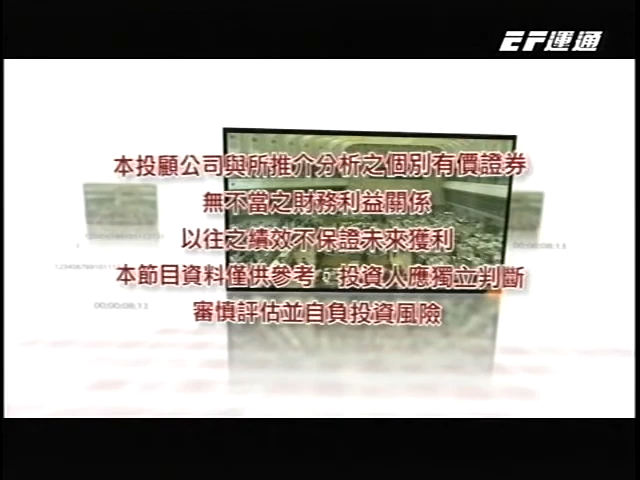 EF運通
本投顧公司與所推介分析之個別有價證券
無不當之財務利益關係
以往之績效不保證未來獲利
本節目資料僅供參考，投資人應獨立判斷
審慎評估並自負投資風險
00:00:08;13
00:00:08;13